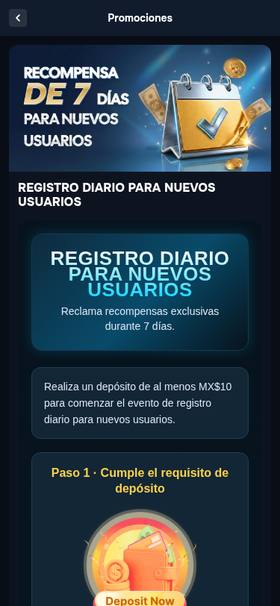 Promociones
RECOMPENSA
DE 7 DÍAS
PARA NUEVOS
USUARIOS
REGISTRO DIARIO PARA NUEVOS
USUARIOS
REGISTRO DIARIO
PARA NUEVOS
USUARIOS
Reclama recompensas exclusivas
durante 7 días.
Realiza un depósito de al menos MX$10
para comenzar el evento de registro
diario para nuevos usuarios.
Paso 1 · Cumple el requisito de
depósito
Deposit Now